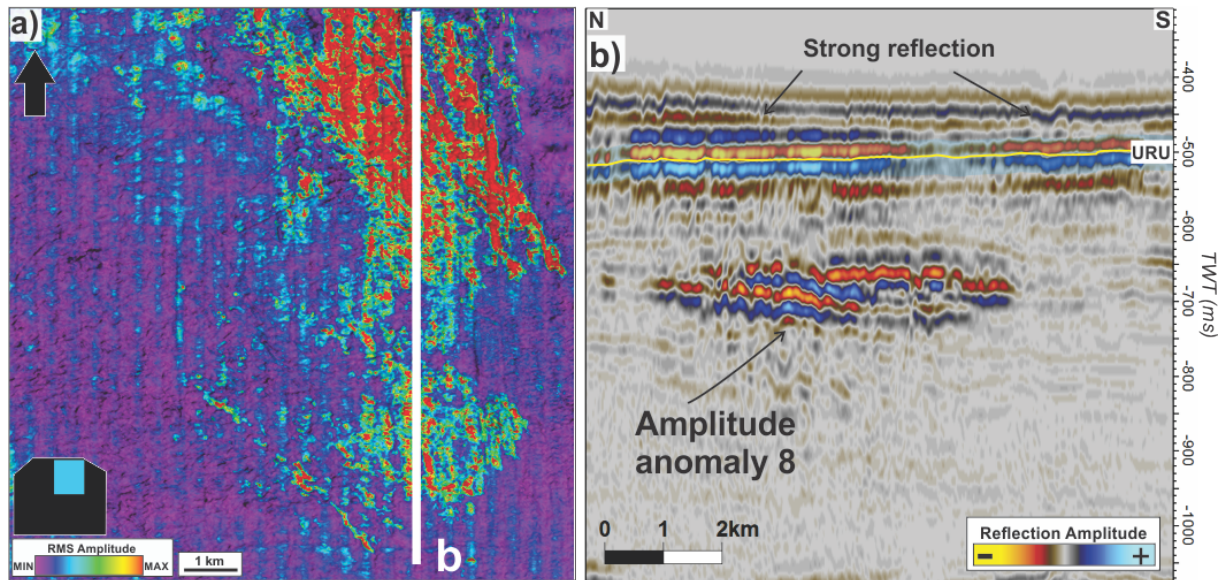 a)
RMS Amplitude
MIN
MAX
1 km
b
N
S
b)
Strong reflection
URU
Amplitude
anomaly 8
0 1 2km
Reflection Amplitude
- +
-400
-500
-600
-700
-800
-900
-1000
TWT (ms)